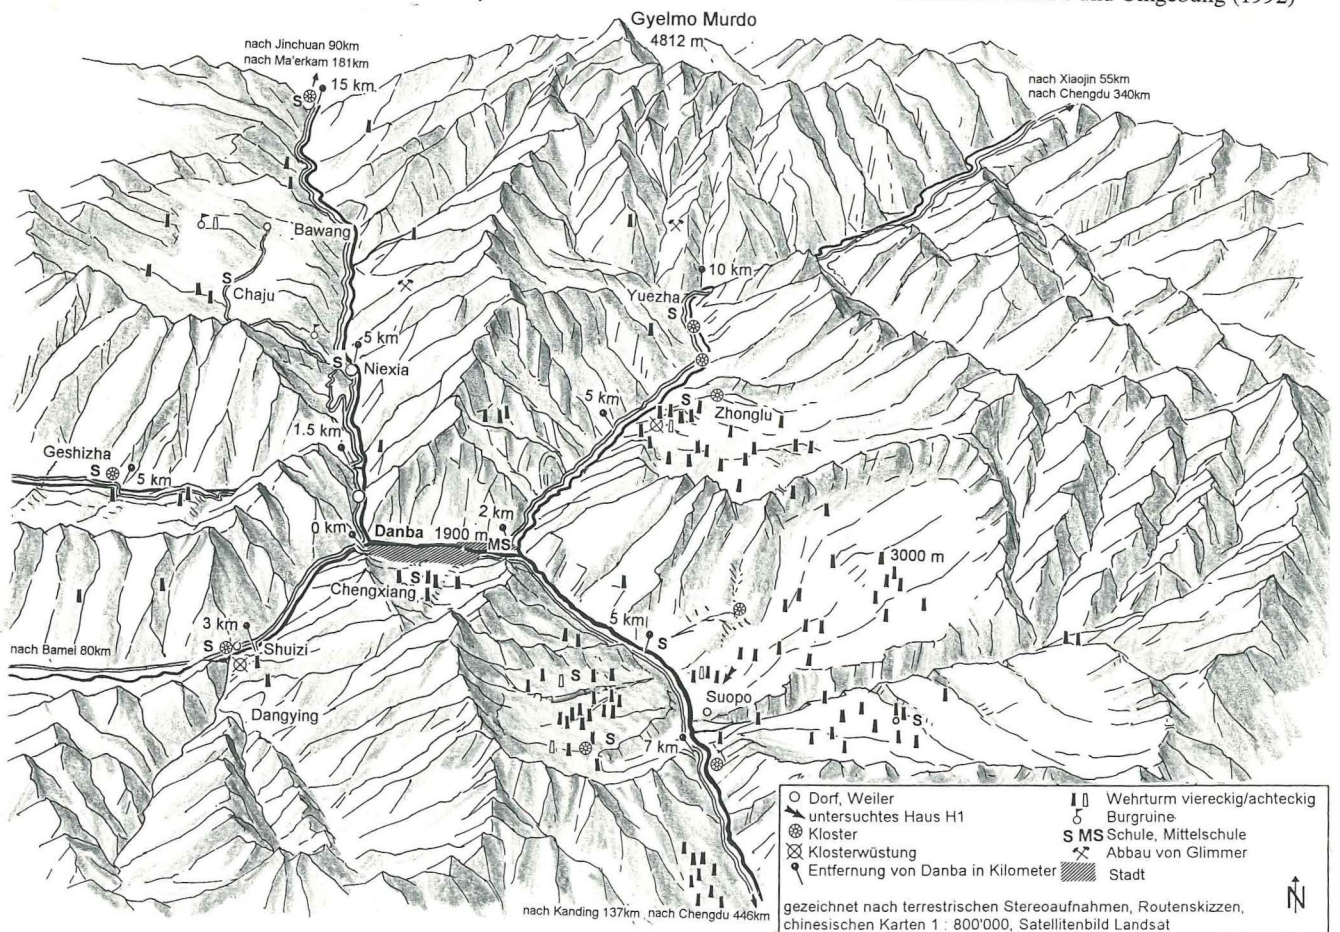 und Umgebung (1992)
Gyelmo Murdo
4812 m
nach Jinchuan 90km
nach Ma'erkam 181km
15 km
nach Xiaojin 55km
nach Chengdu 340km
S
Bawang
10 km
S
Chaju
Yuezha
S
5 km
S
Niexia
5 km
S
Zhonglu
1.5 km
Geshizha
S
5 km
2 km
0 km
Danba 1900 m
MS
3000 m
S
Chengxiang
3 km
5 km
S
S
Shuizi
nach Bamei 80km
S
Suopo
Dangying
S
S
7 km
Dorf, Weiler
untersuchtes Haus H1
Kloster
Klosterwüstung
Entfernung von Danba in Kilometer
Wehrturm viereckig/achteckig
Burgruine
S MS Schule, Mittelschule
Abbau von Glimmer
Stadt
N
nach Kanding 137km
nach Chengdu 446km
gezeichnet nach terrestrischen Stereoaufnahmen, Routenskizzen,
chinesischen Karten 1 : 800'000, Satellitenbild Landsat